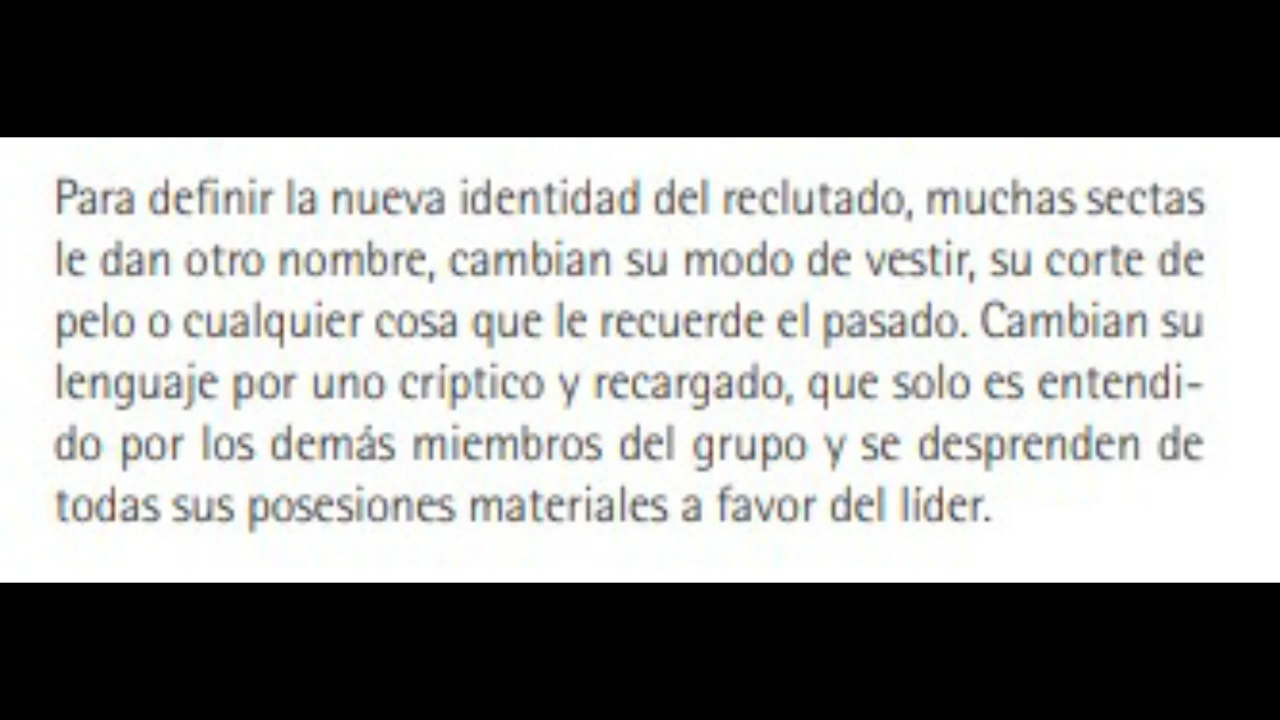 Para definir la nueva identidad del reclutado, muchas sectas
le dan otro nombre, cambian su modo de vestir, su corte de
pelo o cualquier cosa que le recuerde el pasado. Cambian su
lenguaje por uno críptico y recargado, que solo es entendi-
do por los demás miembros del grupo y se desprenden de
todas sus posesiones materiales a favor del líder.